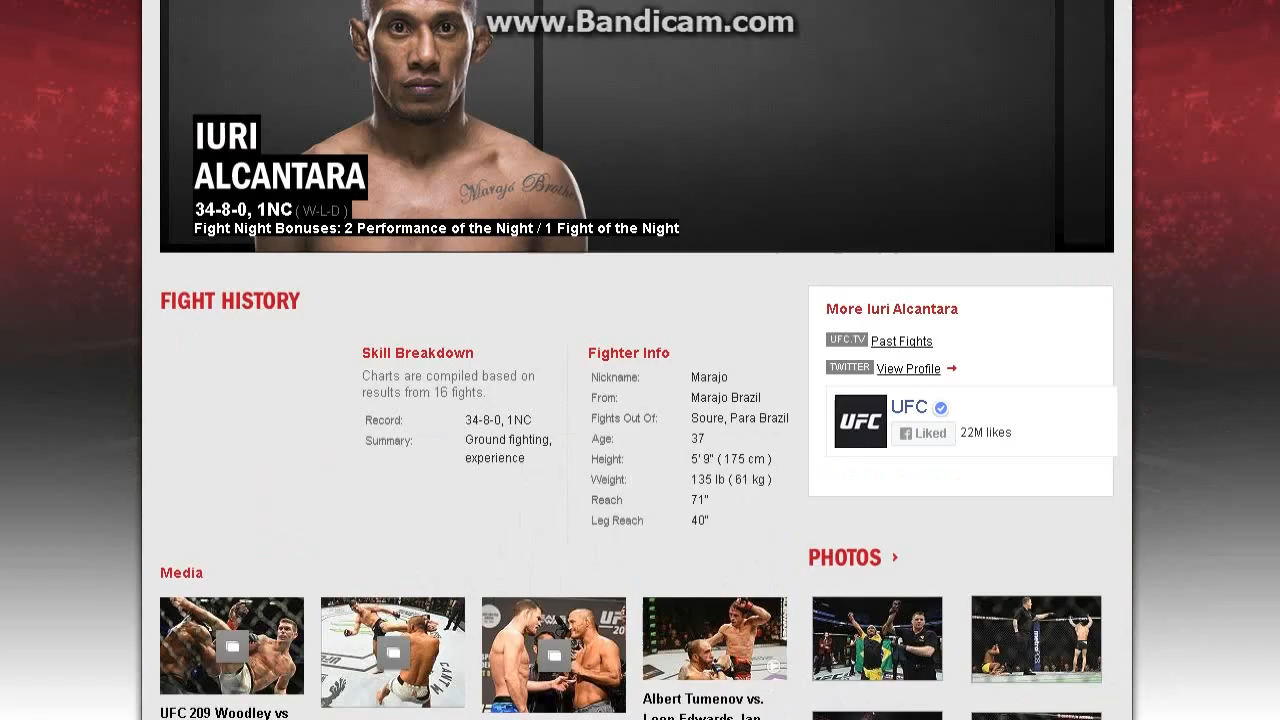 www.Bandicam.com
IURI
ALCANTARA
34-8-0, 1NC ( W-L-D )
Fight Night Bonuses: 2 Performance of the Night / 1 Fight of the Night
Marajó Brothe
FIGHT HISTORY
Skill Breakdown
Charts are compiled based on
results from 16 fights.
Record: 34-8-0, 1NC
Summary: Ground fighting,
experience
Fighter Info
Nickname: Marajo
From: Marajo Brazil
Fights Out Of: Soure, Para Brazil
Age: 37
Height: 5' 9" ( 175 cm )
Weight: 135 lb ( 61 kg )
Reach 71"
Leg Reach 40"
More Iuri Alcantara
UFC.TV Past Fights
TWITTER View Profile
UFC
UFC
Liked 22M likes
Media
UFC 209 Woodley vs
Albert Tumenov vs.
Leon Edwards, Jan
PHOTOS